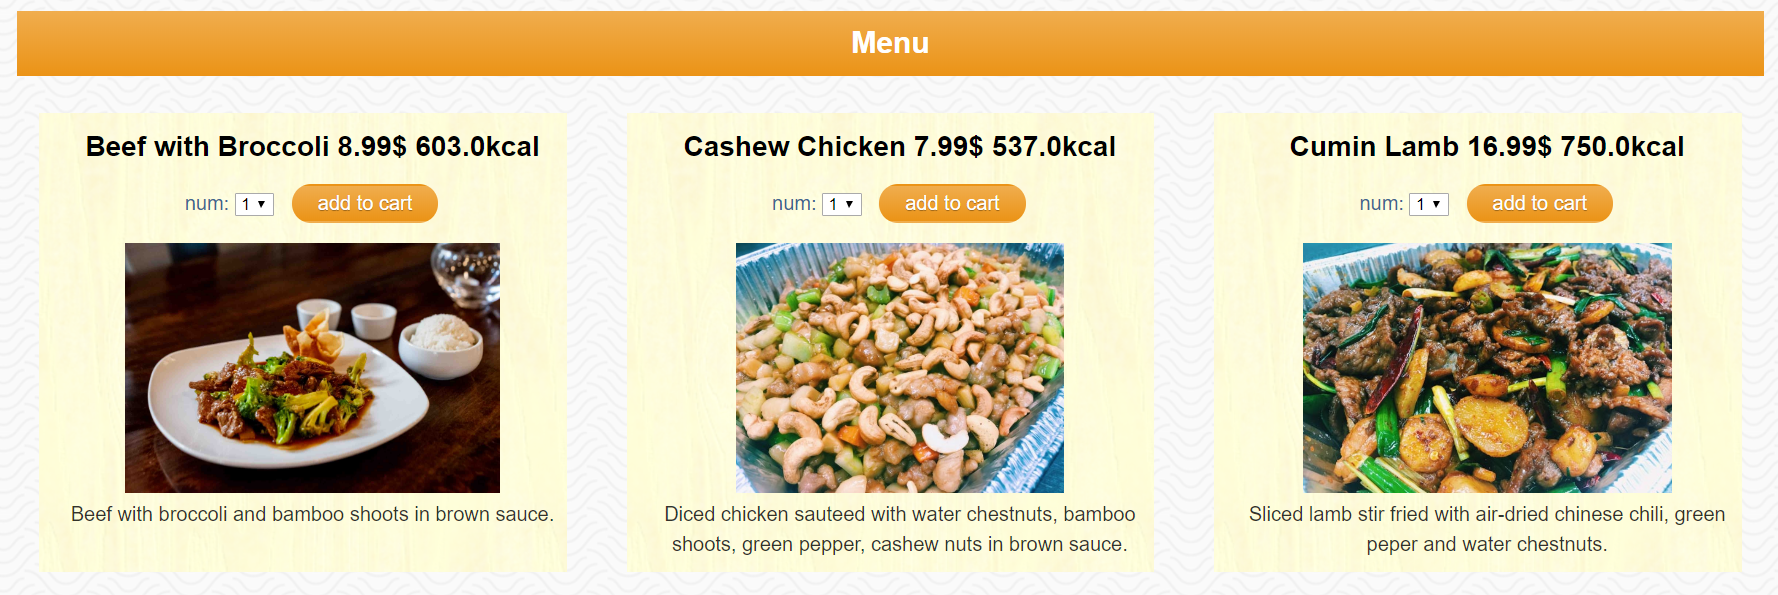 Menu
Beef with Broccoli 8.99$ 603.0kcal
num: 1 add to cart
Beef with broccoli and bamboo shoots in brown sauce.
Cashew Chicken 7.99$ 537.0kcal
num: 1 add to cart
Diced chicken sauteed with water chestnuts, bamboo
shoots, green pepper, cashew nuts in brown sauce.
Cumin Lamb 16.99$ 750.0kcal
num: 1 add to cart
Sliced lamb stir fried with air-dried chinese chili, green
peper and water chestnuts.